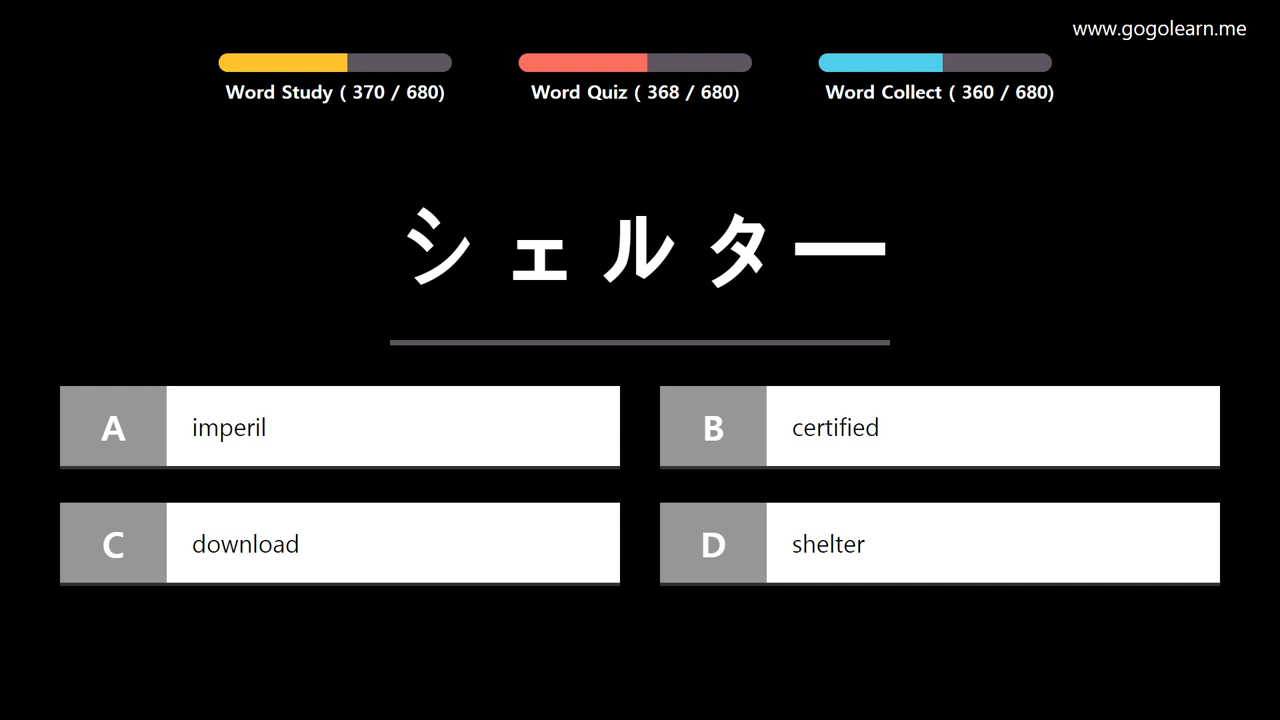 www.gogolearn.me
Word Study ( 370 / 680)
Word Quiz ( 368 / 680)
Word Collect ( 360 / 680)
シェルター
A imperil
B certified
C download
D shelter